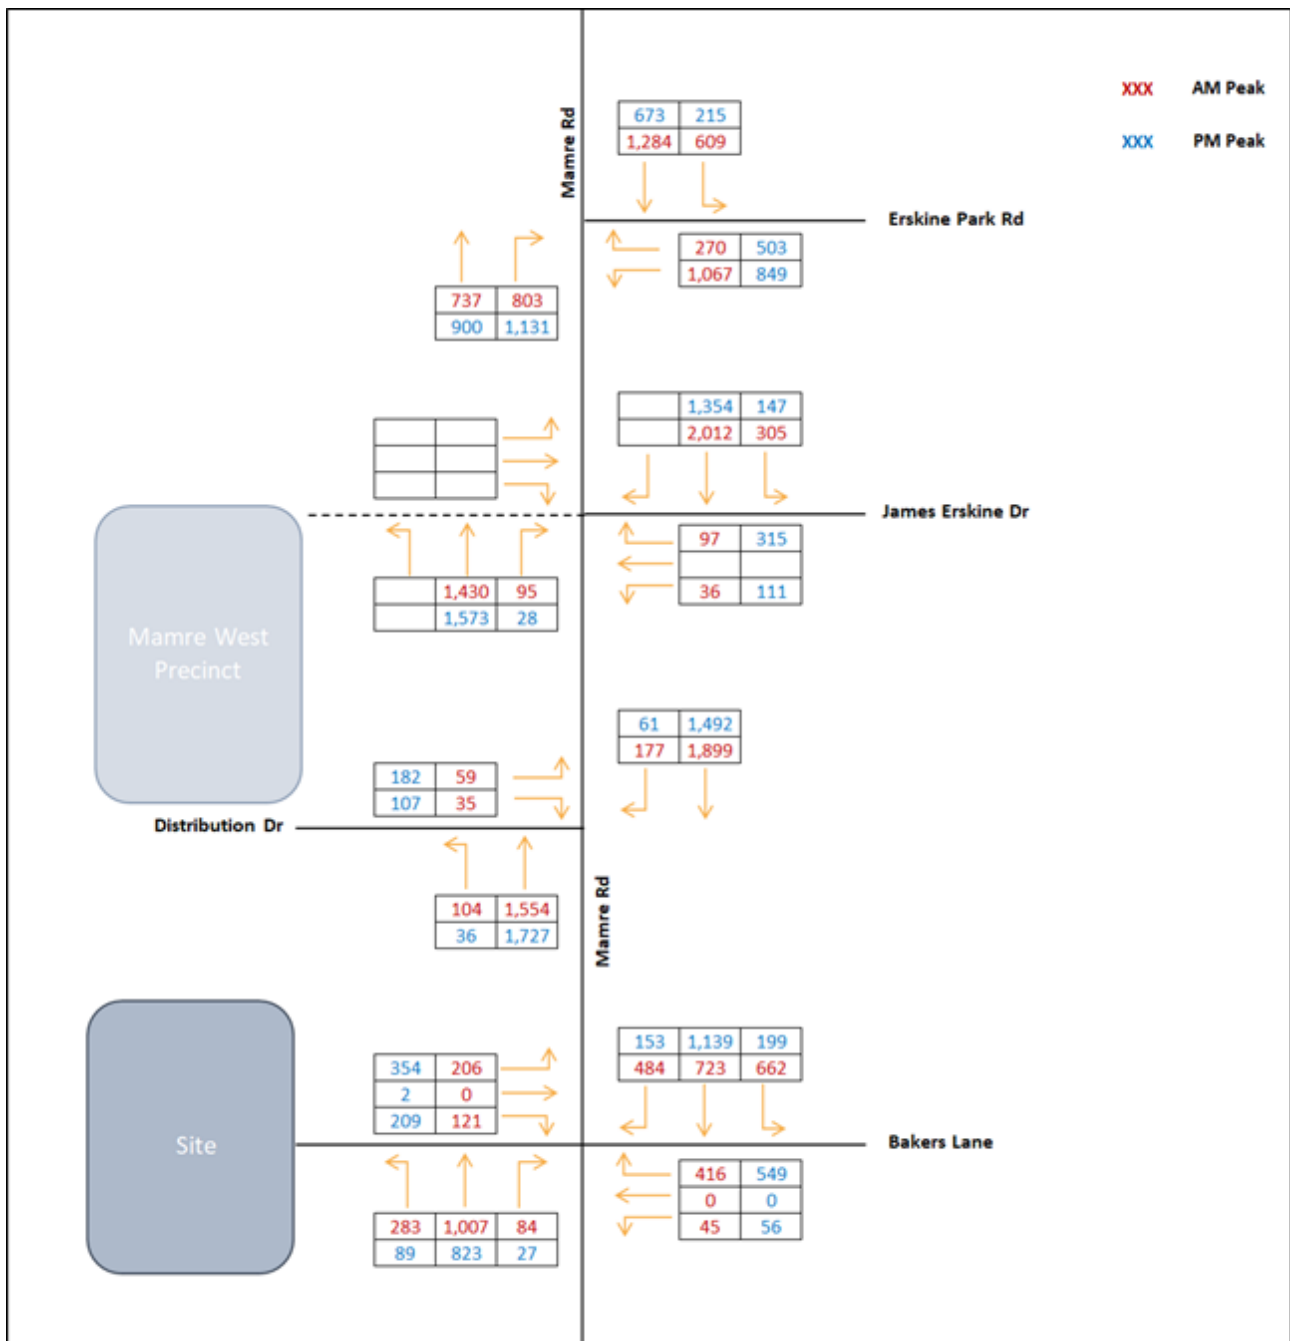 XXX AM Peak
XXX PM Peak
Mamre Rd
673 215
1,284 609
Erskine Park Rd
270 503
1,067 849
737 803
900 1,131
1,354 147
2,012 305
James Erskine Dr
97 315
36 111
1,430 95
1,573 28
Mamre West
Precinct
61 1,492
177 1,899
182 59
107 35
Distribution Dr
104 1,554
36 1,727
Mamre Rd
153 1,139 199
484 723 662
354 206
2 0
209 121
Site
Bakers Lane
416 549
0 0
45 56
283 1,007 84
89 823 27